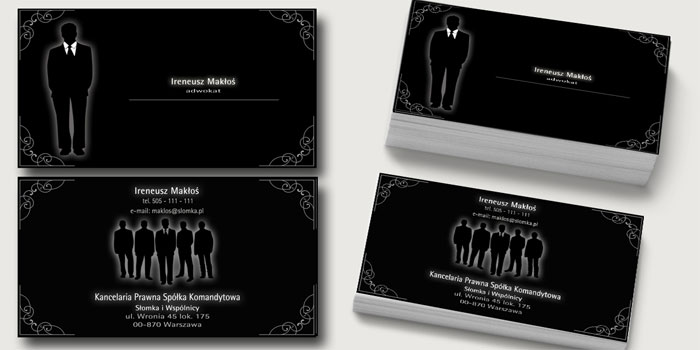 Ireneusz Makłoś
adwokat
Ireneusz Makłoś
adwokat
Ireneusz Makłoś
tel. 505 - 111 - 111
e-mail: maklos@slomka.pl
Kancelaria Prawna Spółka Komandytowa
Słomka i Wspólnicy
ul. Wronia 45 lok. 175
00-870 Warszawa
Ireneusz Makłoś
tel. 505 - 111 - 111
e-mail: maklos@slomka.pl
Kancelaria Prawna Spółka Komandytowa
Słomka i Wspólnicy
ul. Wronia 45 lok. 175
00-870 Warszawa